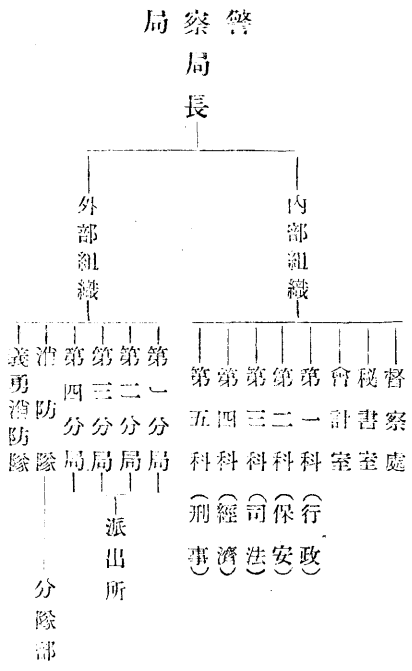 警察局
局長
內部組織
外部組織
督察處
秘書室
會計室
第一科(行政)
第二科(保安)
第三科(司法)
第四科(經濟)
第五科(刑事)
第一分局
第二分局
第三分局
第四分局
派出所
消防隊
分隊部
義勇消防隊